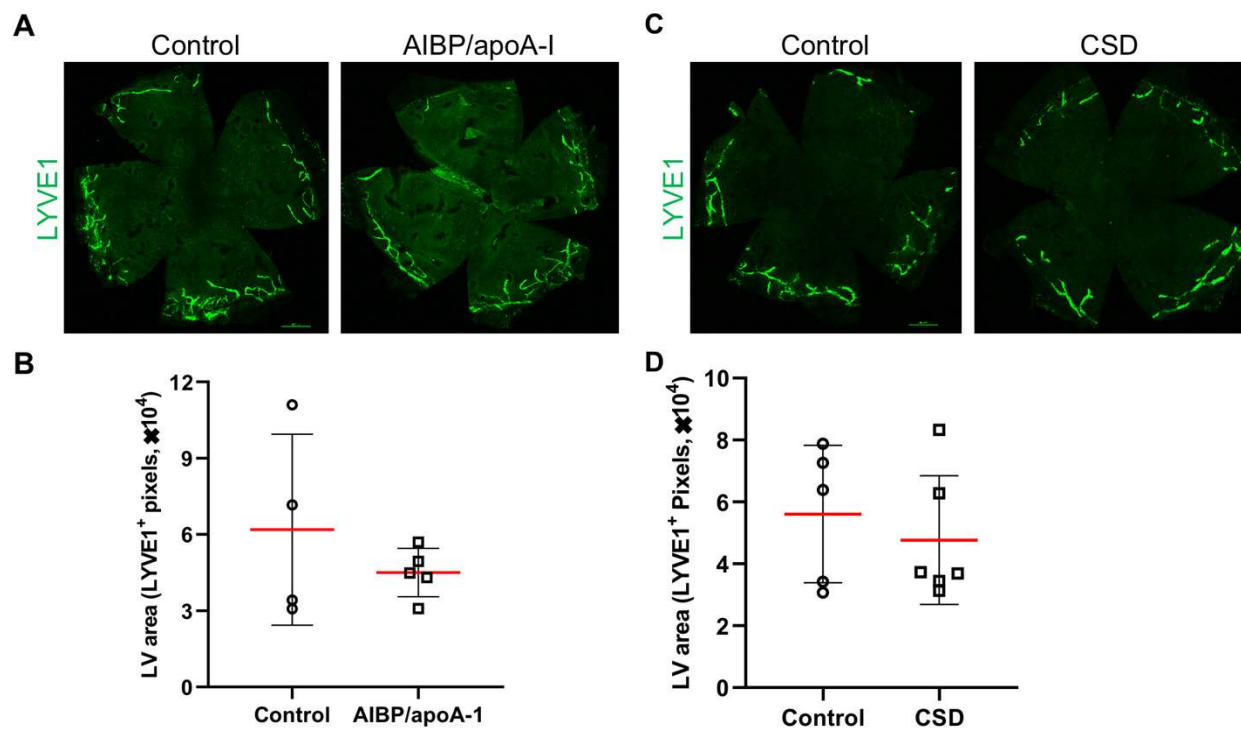 A
Control
AIBP/apoA-I
LYVE1
C
Control
CSD
LYVE1
B
LV area (LYVE1⁺ pixels, ✖10⁴)
12
9
6
3
0
Control
AIBP/apoA-1
D
LV area (LYVE1⁺ Pixels, ✖10⁴)
10
8
6
4
2
0
Control
CSD